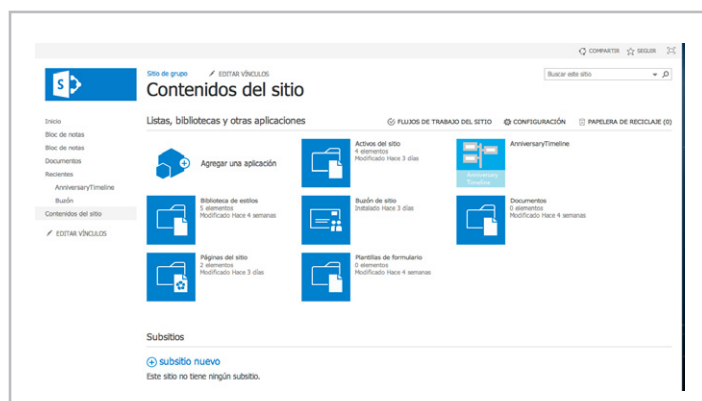 COMPARTIR SEGUIR
Sitio de grupo EDITAR VÍNCULOS
Buscar este sitio
Contenidos del sitio
S
Inicio
Bloc de notas
Bloc de notas
Documentos
Recientes
AnniversaryTimeline
Buzón
Contenidos del sitio
EDITAR VÍNCULOS
Listas, bibliotecas y otras aplicaciones
FLUJOS DE TRABAJO DEL SITIO CONFIGURACIÓN PAPELERA DE RECICLAJE (0)
Agregar una aplicación
Activos del sitio
4 elementos
Modificado Hace 3 días
AnniversaryTimeline
Anniversary
Timeline
Biblioteca de estilos
5 elementos
Modificado Hace 4 semanas
Buzón de sitio
Instalado Hace 3 días
Documentos
0 elementos
Modificado Hace 4 semanas
Páginas del sitio
2 elementos
Modificado Hace 3 días
Plantillas de formulario
0 elementos
Modificado Hace 4 semanas
Subsitios
subsitio nuevo
Este sitio no tiene ningún subsitio.